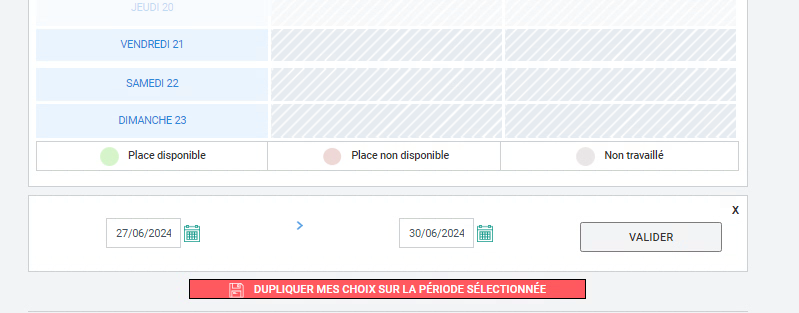 JEUDI 20
VENDREDI 21
SAMEDI 22
DIMANCHE 23
Place disponible
Place non disponible
Non travaillé
X
27/06/2024
>
30/06/2024
VALIDER
DUPLIQUER MES CHOIX SUR LA PÉRIODE SÉLECTIONNÉE